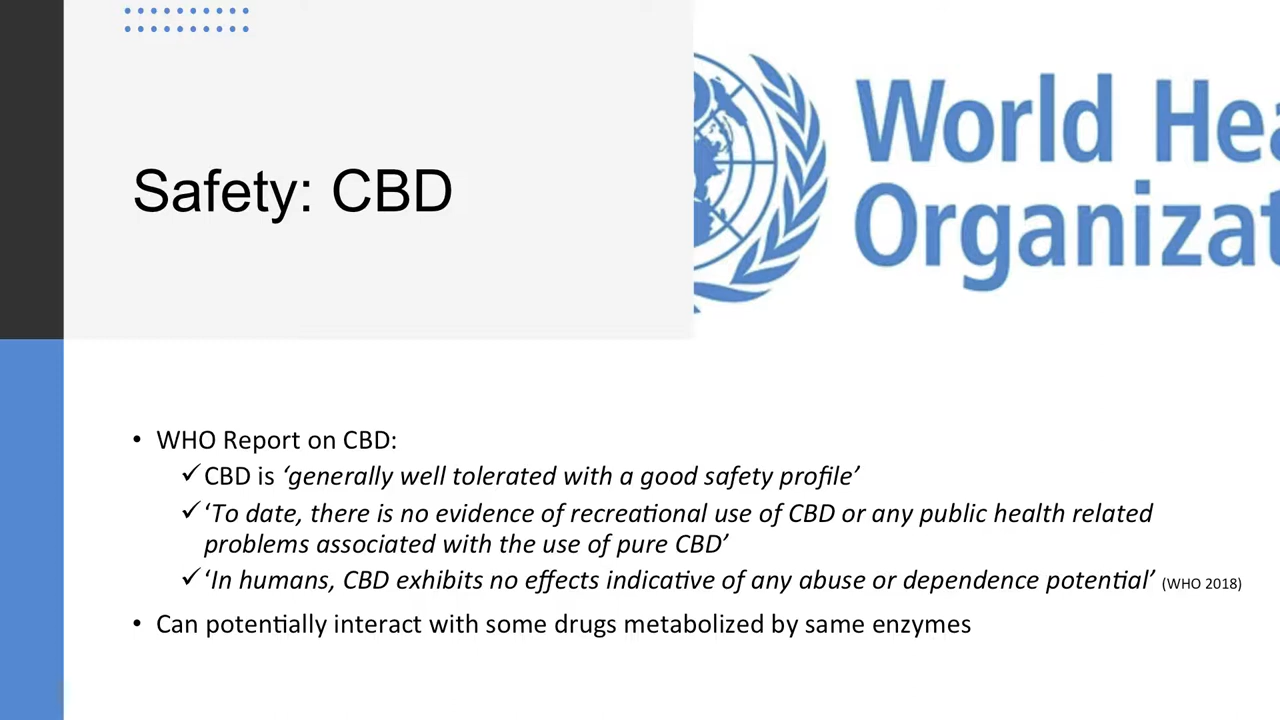 World Hea
Organizat
Safety: CBD
• WHO Report on CBD:
✓CBD is ‘generally well tolerated with a good safety profile’
✓‘To date, there is no evidence of recreational use of CBD or any public health related
problems associated with the use of pure CBD’
✓‘In humans, CBD exhibits no effects indicative of any abuse or dependence potential’ (WHO 2018)
• Can potentially interact with some drugs metabolized by same enzymes